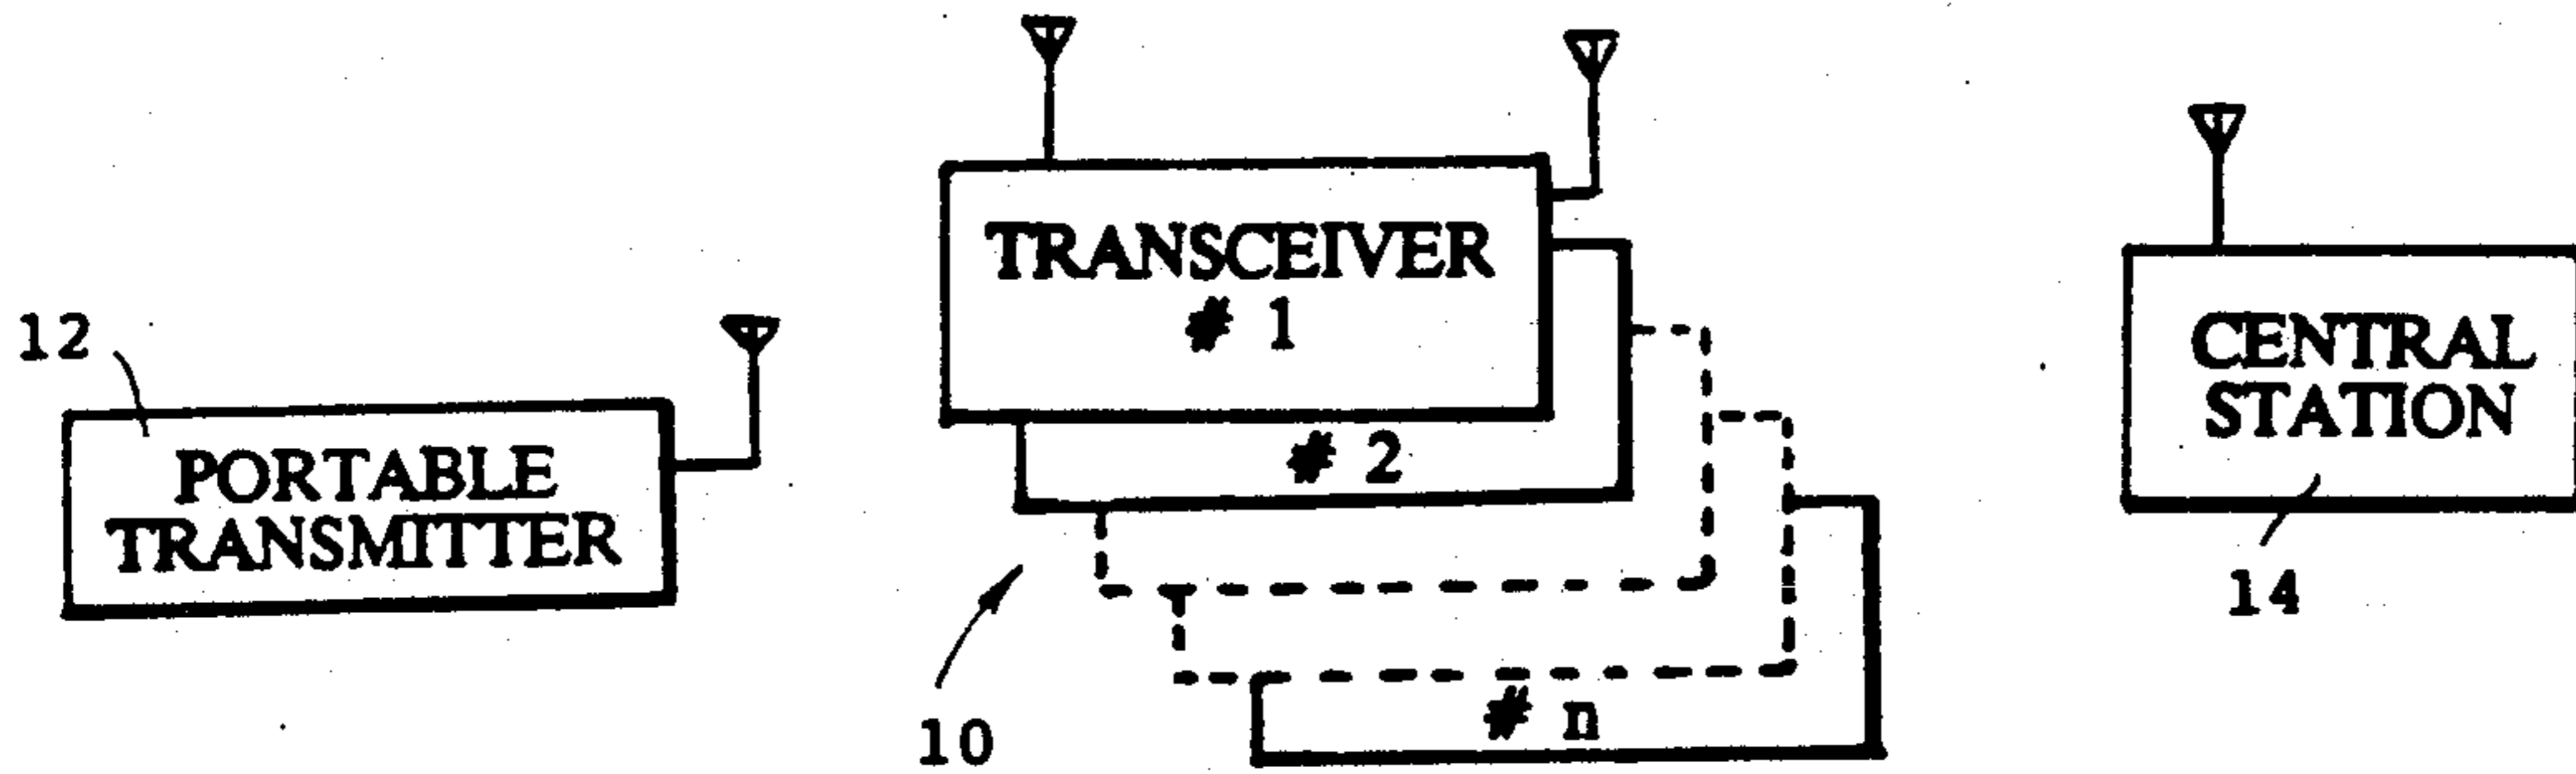 12
PORTABLE
TRANSMITTER
TRANSCEIVER
# 1
# 2
# n
10
CENTRAL
STATION
14